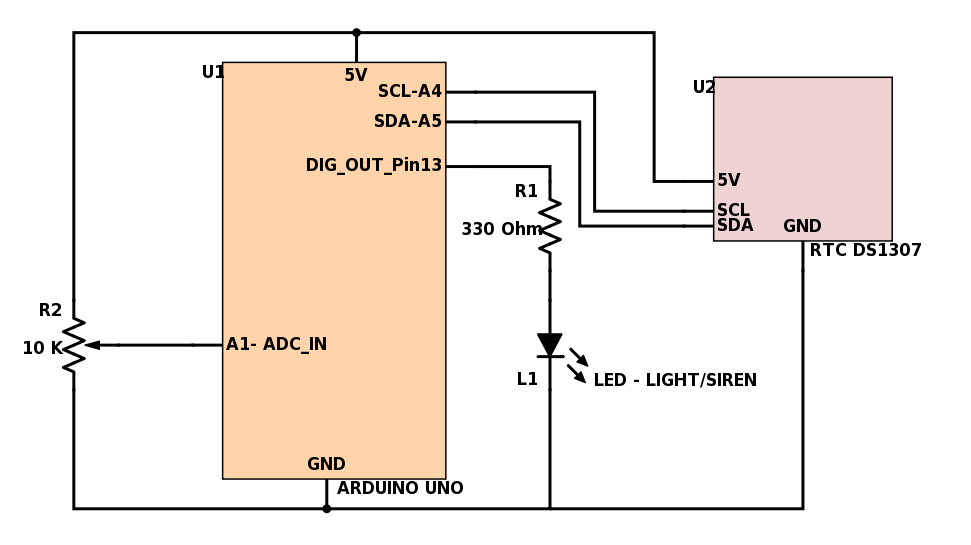 U1
5V
SCL-A4
SDA-A5
DIG_OUT_Pin13
A1- ADC_IN
GND
ARDUINO UNO
R1
330 Ohm
L1
LED - LIGHT/SIREN
R2
10 K
U2
5V
SCL
SDA
GND
RTC DS1307